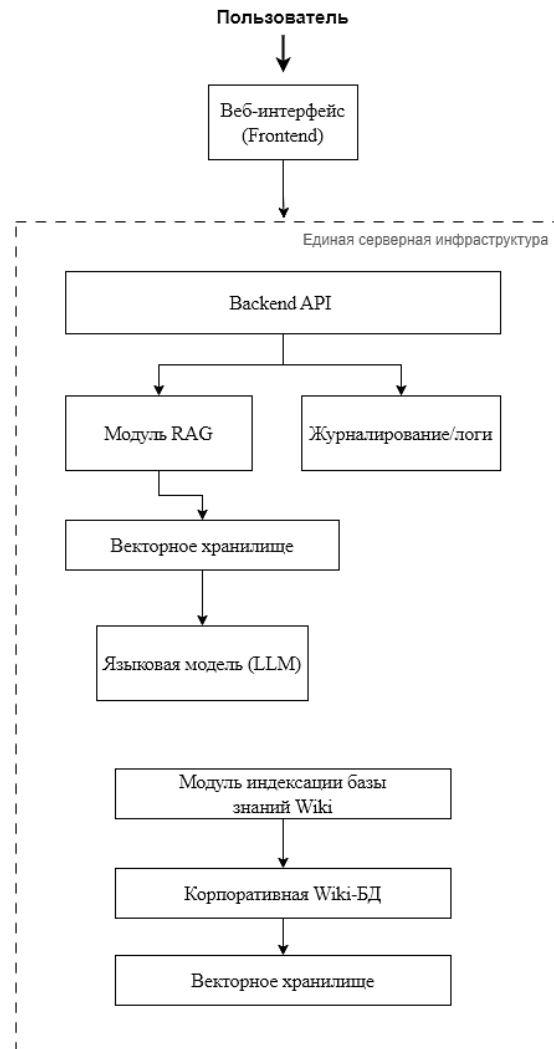 Пользователь
Веб-интерфейс
(Frontend)
Единая серверная инфраструктура
Backend API
Модуль RAG
Журналирование/логи
Векторное хранилище
Языковая модель (LLM)
Модуль индексации базы
знаний Wiki
Корпоративная Wiki-БД
Векторное хранилище